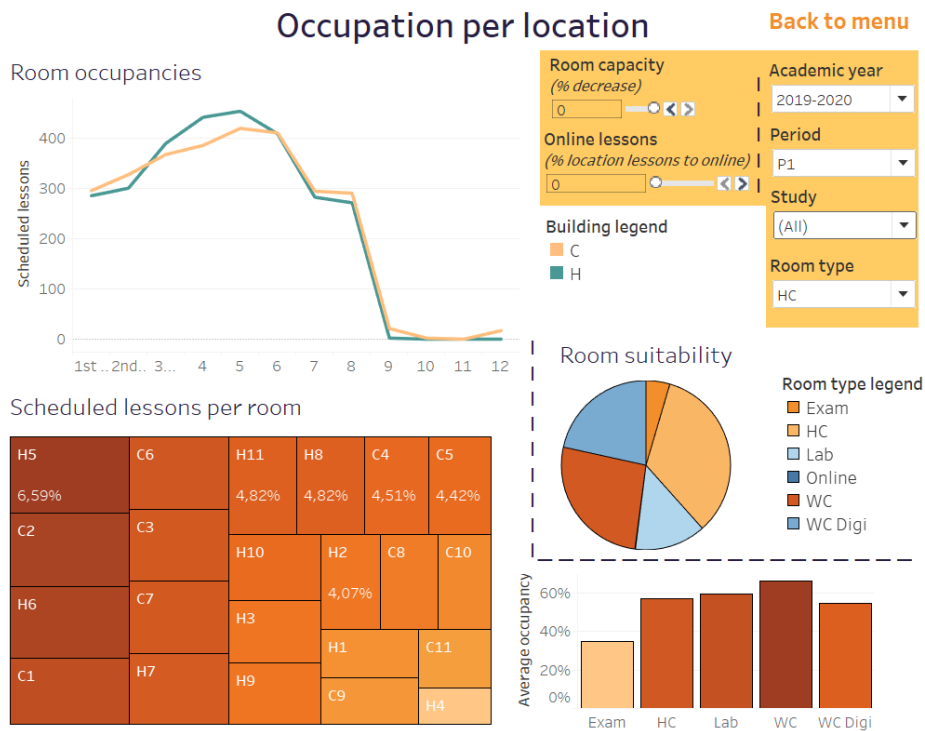 Occupation per location
Back to menu
Room occupancies
Scheduled lessons
400
300
200
100
0
1st .. 2nd.. 3... 4 5 6 7 8 9 10 11 12
Room capacity
(% decrease)
0
Online lessons
(% location lessons to online)
0
Academic year
2019-2020
Period
P1
Study
(All)
Room type
HC
Building legend
C
H
Scheduled lessons per room
H5
6,59%
C2
H6
C1
C6
C3
C7
H7
H11
4,82%
H8
4,82%
C4
4,51%
C5
4,42%
H10
H3
H9
H2
4,07%
C8
C10
H1
C9
C11
H4
Room suitability
Room type legend
Exam
HC
Lab
Online
WC
WC Digi
Average occupancy
60%
40%
20%
0%
Exam HC Lab WC WC Digi